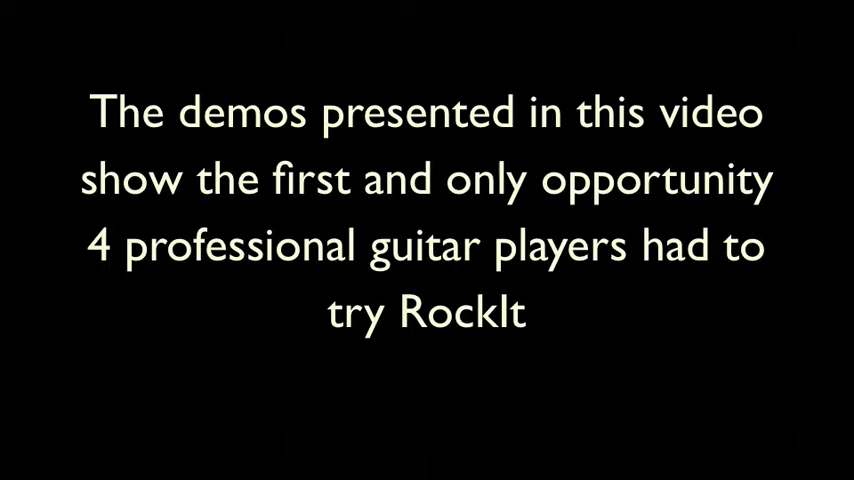 The demos presented in this video
show the first and only opportunity
4 professional guitar players had to
try RockIt